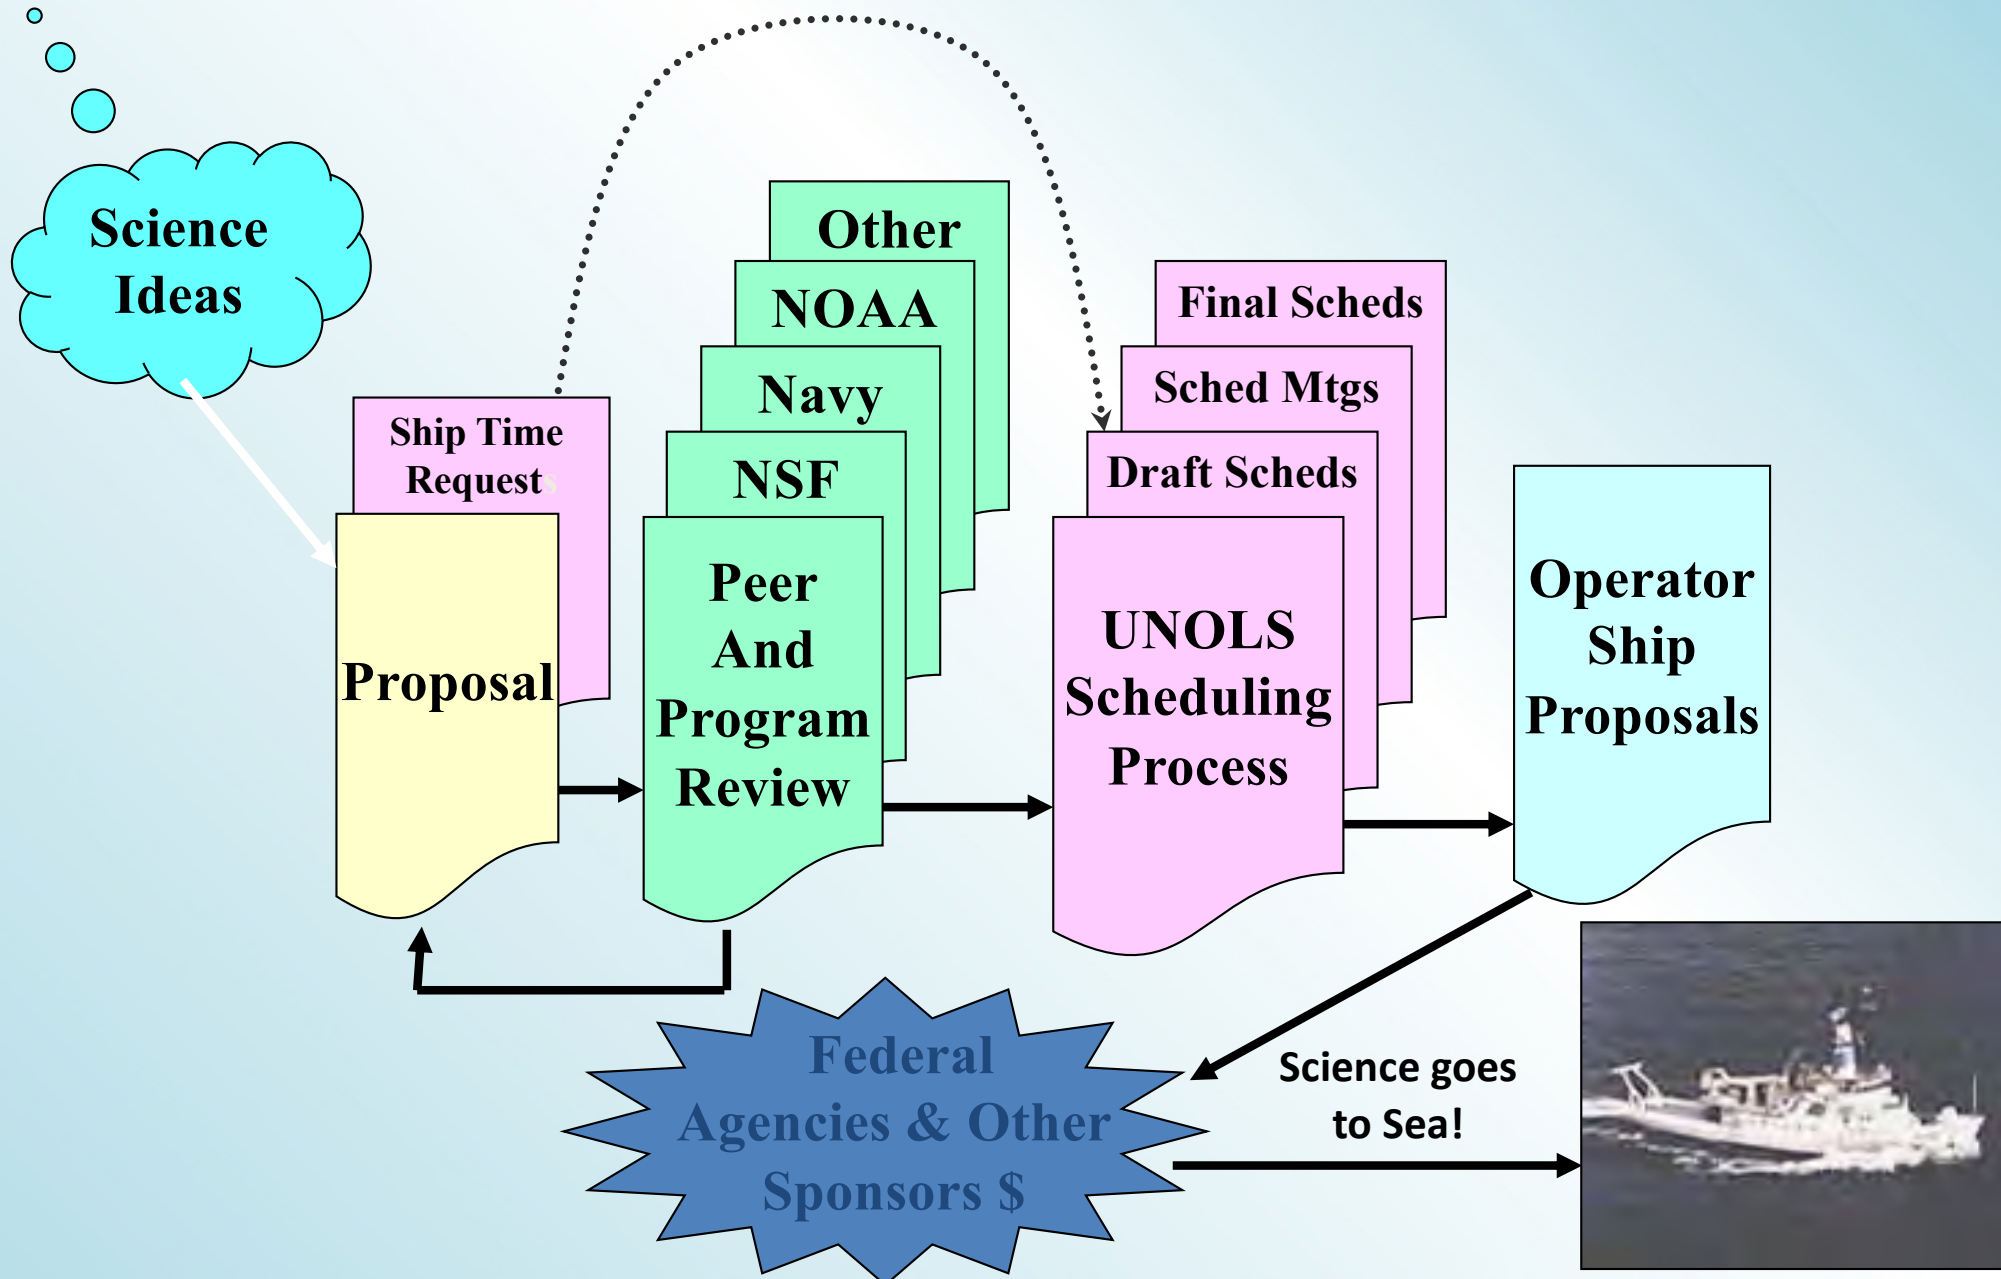 Science
Ideas
Ship Time
Requests
Proposal
Other
NOAA
Navy
NSF
Peer
And
Program
Review
Final Scheds
Sched Mtgs
Draft Scheds
UNOLS
Scheduling
Process
Operator
Ship
Proposals
Federal
Agencies & Other
Sponsors $
Science goes
to Sea!